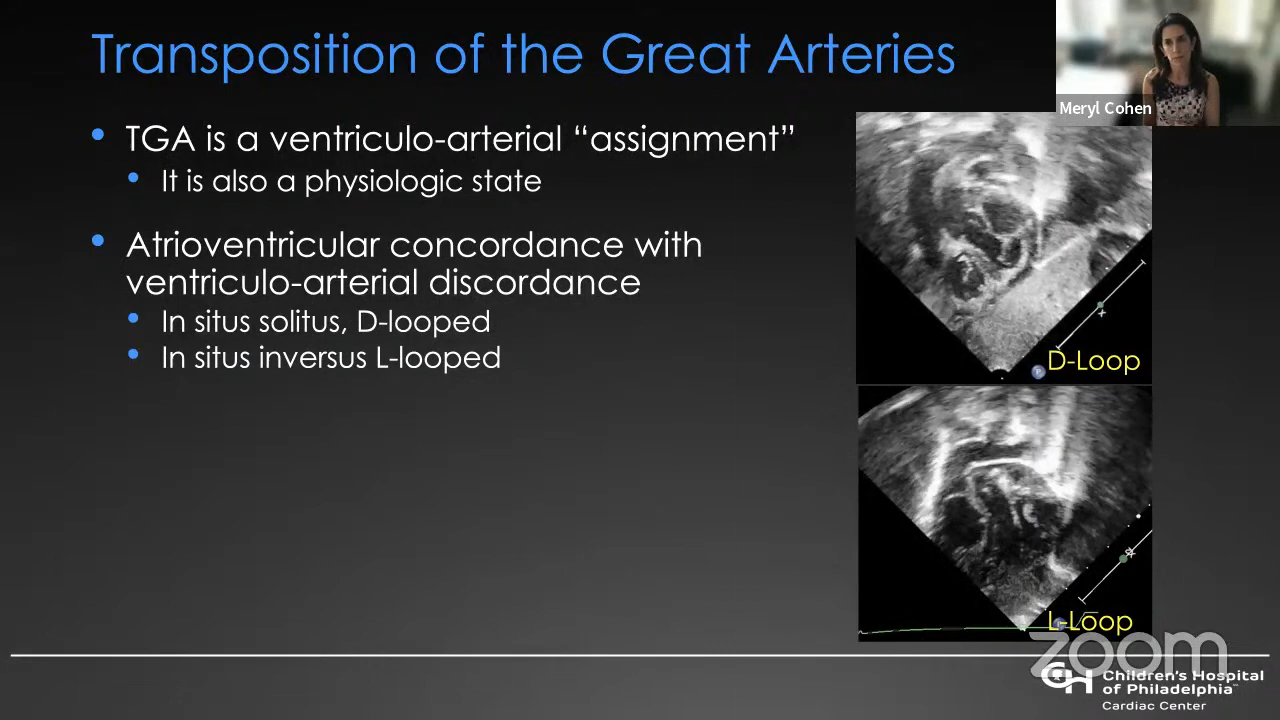 Transposition of the Great Arteries
Meryl Cohen
• TGA is a ventriculo-arterial “assignment”
• It is also a physiologic state
• Atrioventricular concordance with
ventriculo-arterial discordance
• In situs solitus, D-looped
• In situs inversus L-looped
D-Loop
L-Loop
zoom
CH Children's Hospital
of Philadelphia™
Cardiac Center